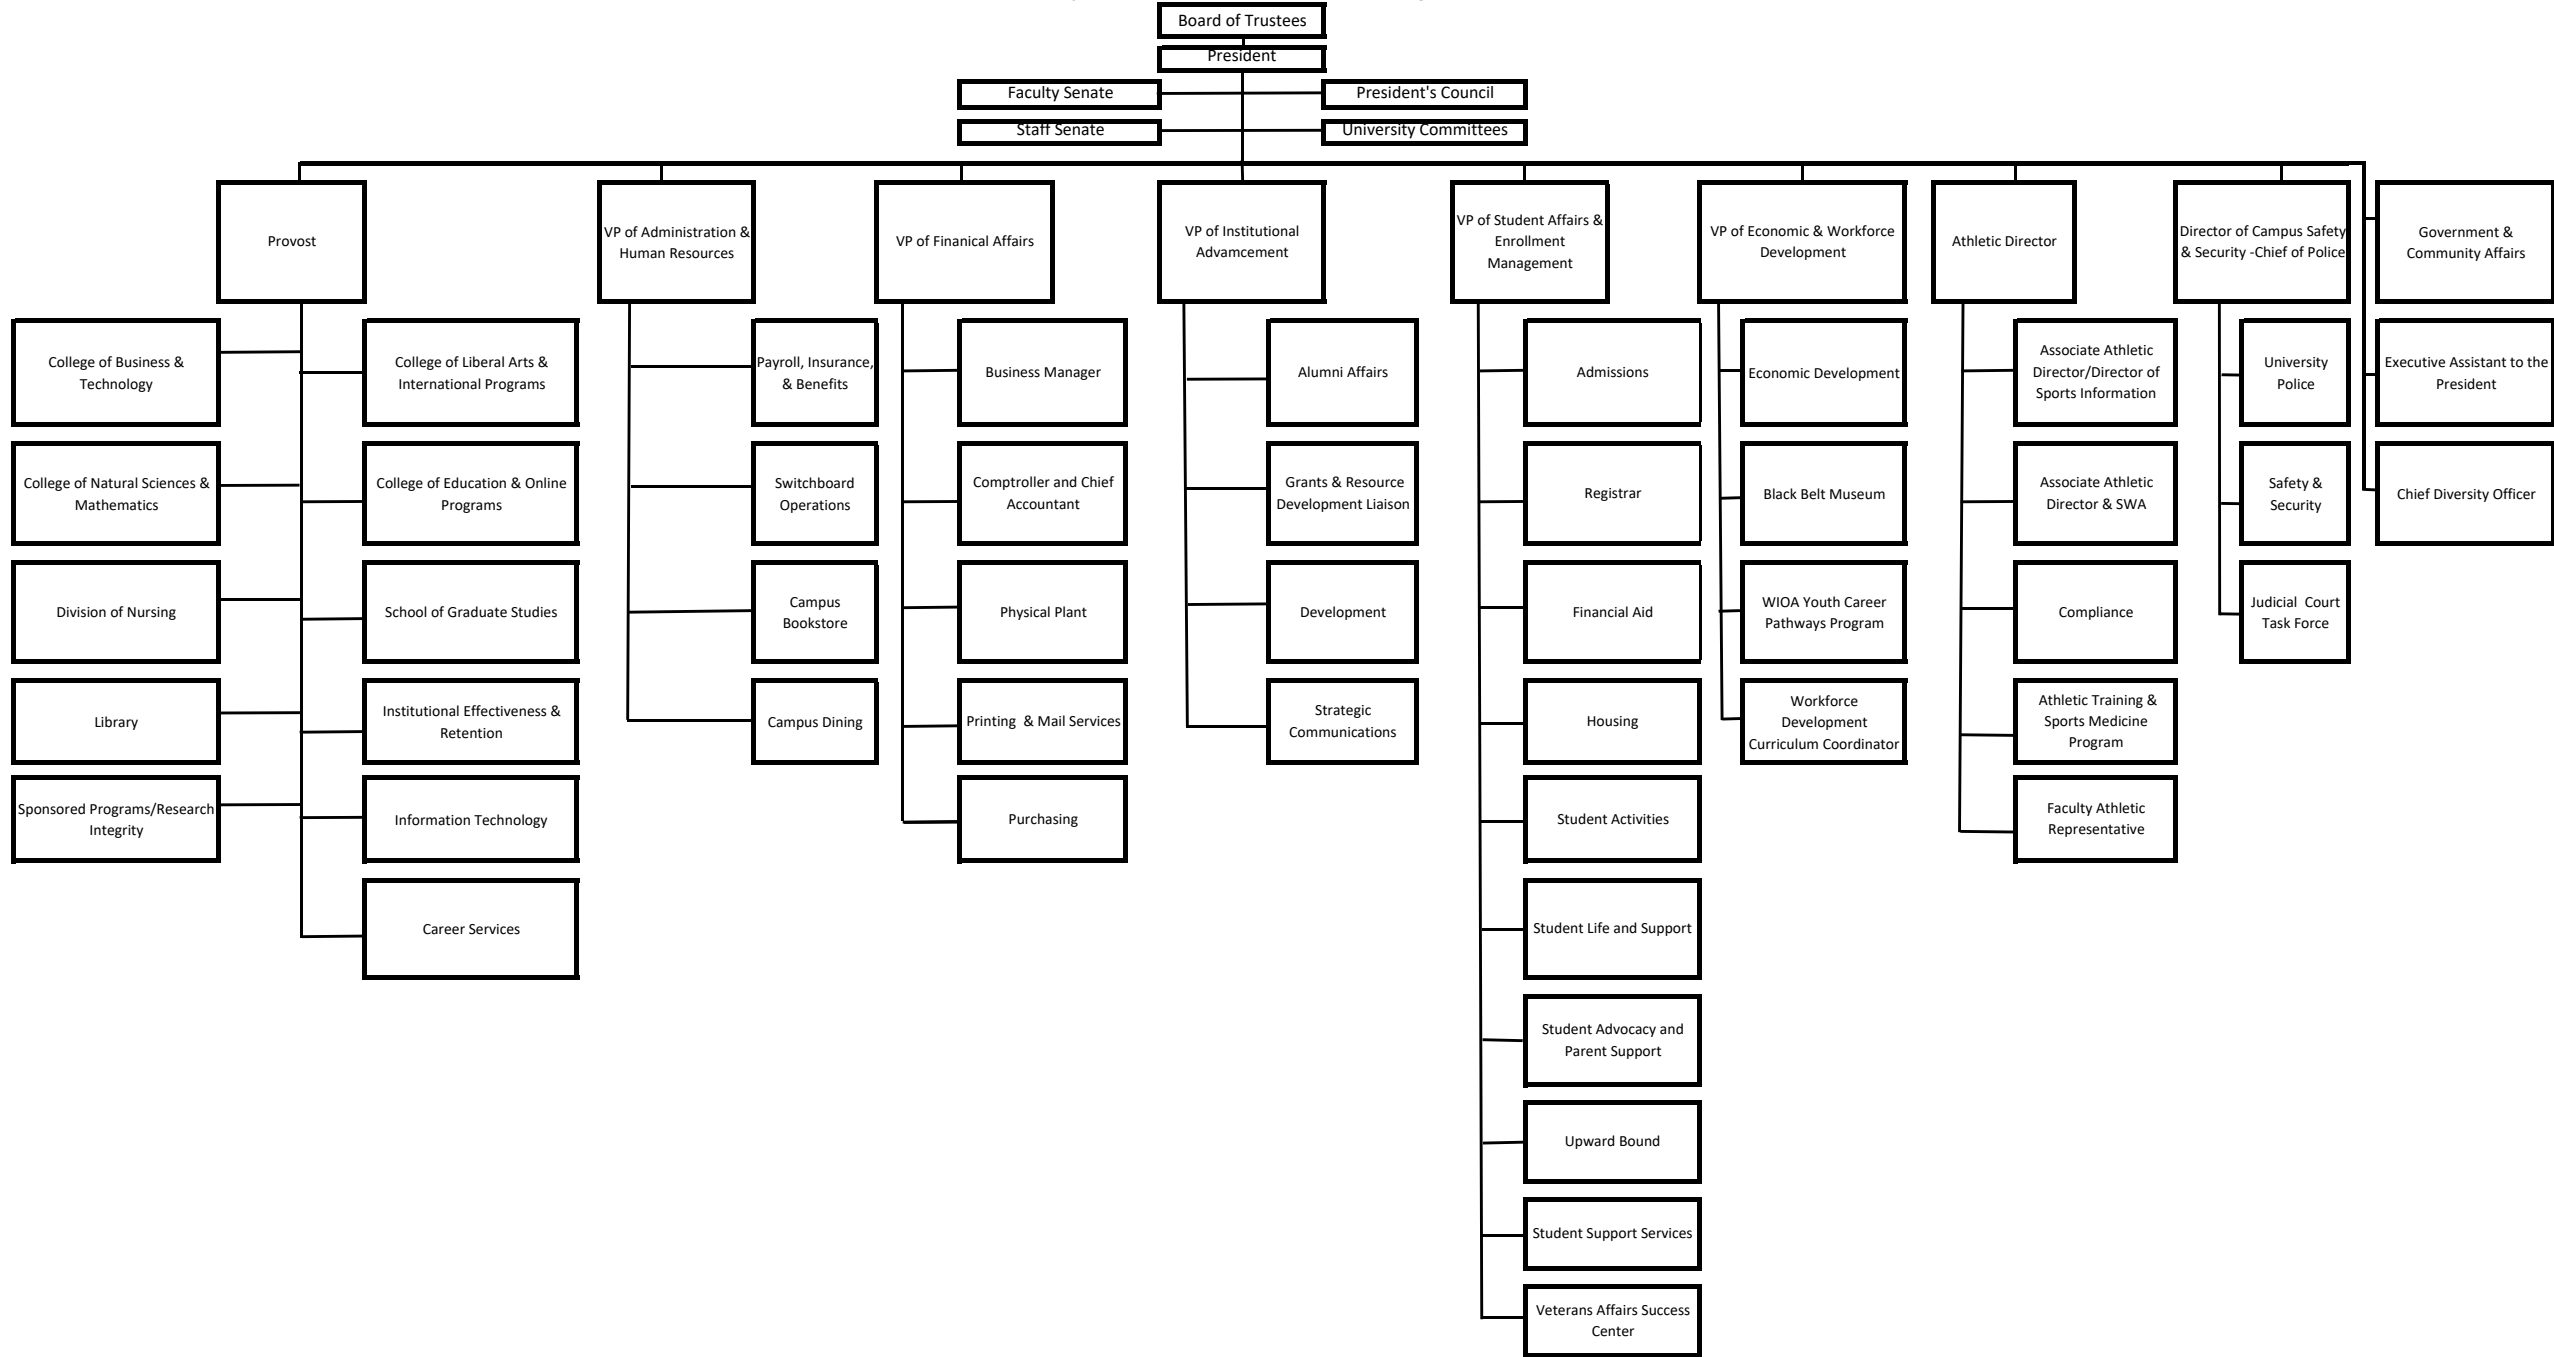 Board of Trustees
President
Faculty Senate
President's Council
Staff Senate
University Committees
Provost
VP of Administration &
Human Resources
VP of Finanical Affairs
VP of Institutional
Advamcement
VP of Student Affairs &
Enrollment
Management
VP of Economic & Workforce
Development
Athletic Director
Director of Campus Safety
& Security -Chief of Police
Government &
Community Affairs
College of Business &
Technology
College of Liberal Arts &
International Programs
Payroll, Insurance,
& Benefits
Business Manager
Alumni Affairs
Admissions
Economic Development
Associate Athletic
Director/Director of
Sports Information
University
Police
Executive Assistant to the
President
College of Natural Sciences &
Mathematics
College of Education & Online
Programs
Switchboard
Operations
Comptroller and Chief
Accountant
Grants & Resource
Development Liaison
Registrar
Black Belt Museum
Associate Athletic
Director & SWA
Safety &
Security
Chief Diversity Officer
Division of Nursing
School of Graduate Studies
Campus
Bookstore
Physical Plant
Development
Financial Aid
WIOA Youth Career
Pathways Program
Compliance
Judicial  Court
Task Force
Library
Institutional Effectiveness &
Retention
Campus Dining
Printing  & Mail Services
Strategic
Communications
Housing
Workforce
Development
Curriculum Coordinator
Athletic Training &
Sports Medicine
Program
Sponsored Programs/Research
Integrity
Information Technology
Purchasing
Student Activities
Faculty Athletic
Representative
Career Services
Student Life and Support
Student Advocacy and
Parent Support
Upward Bound
Student Support Services
Veterans Affairs Success
Center